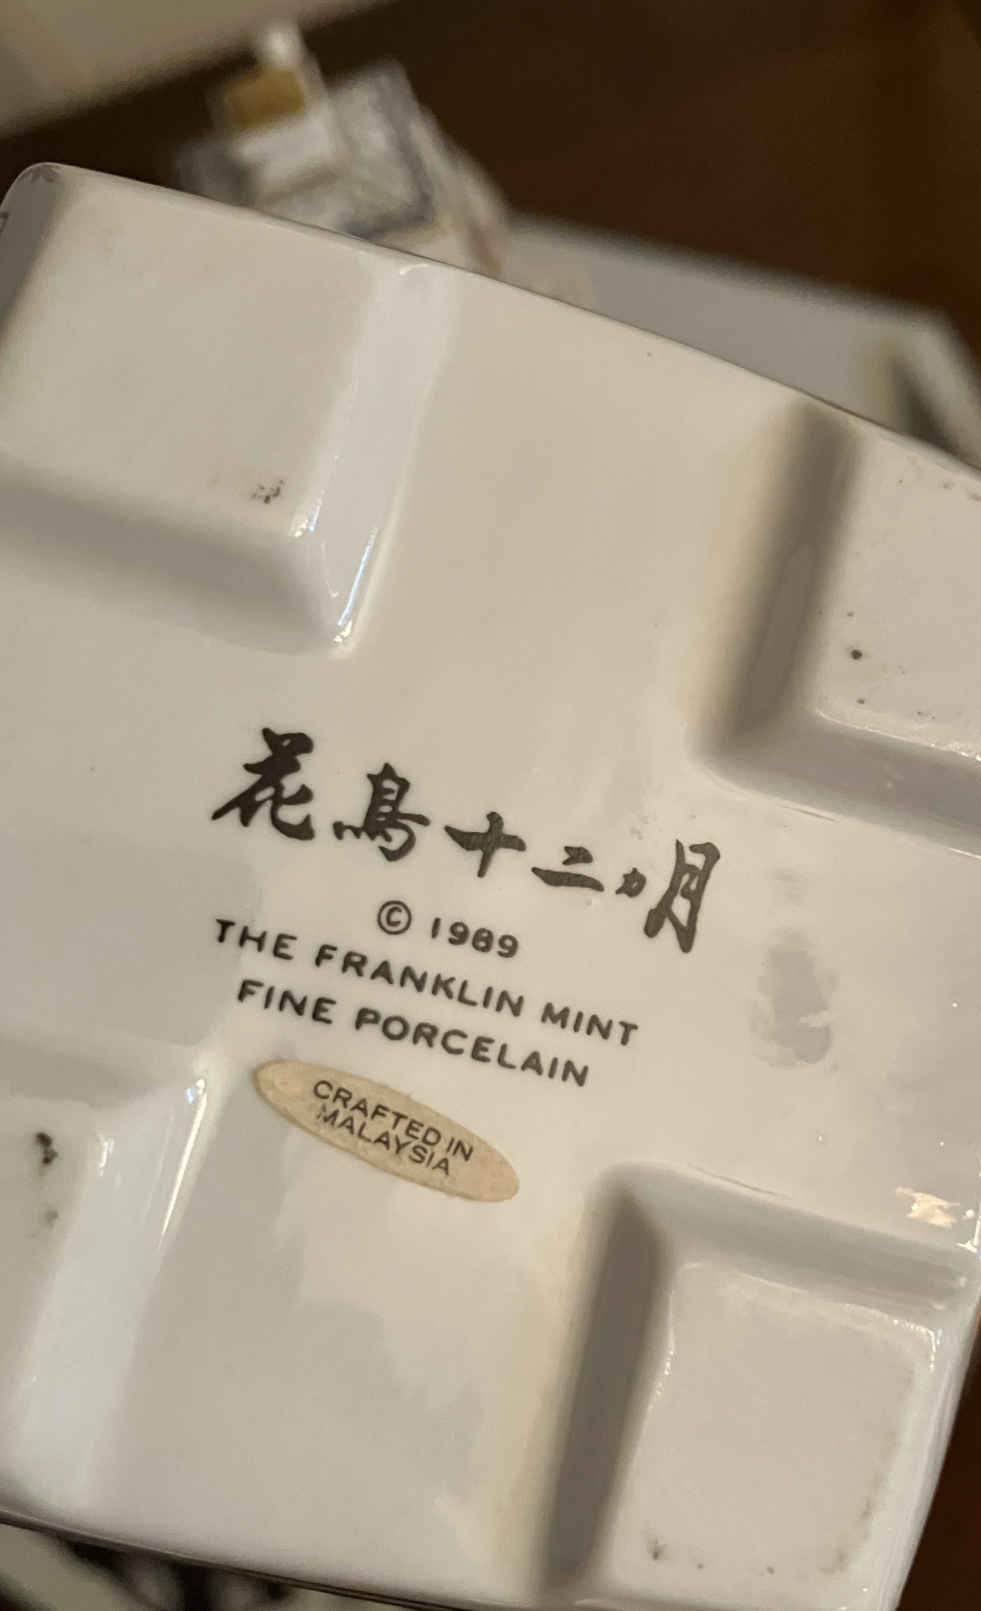 花鳥十二ヵ月
© 1989
THE FRANKLIN MINT
FINE PORCELAIN
CRAFTED IN
MALAYSIA